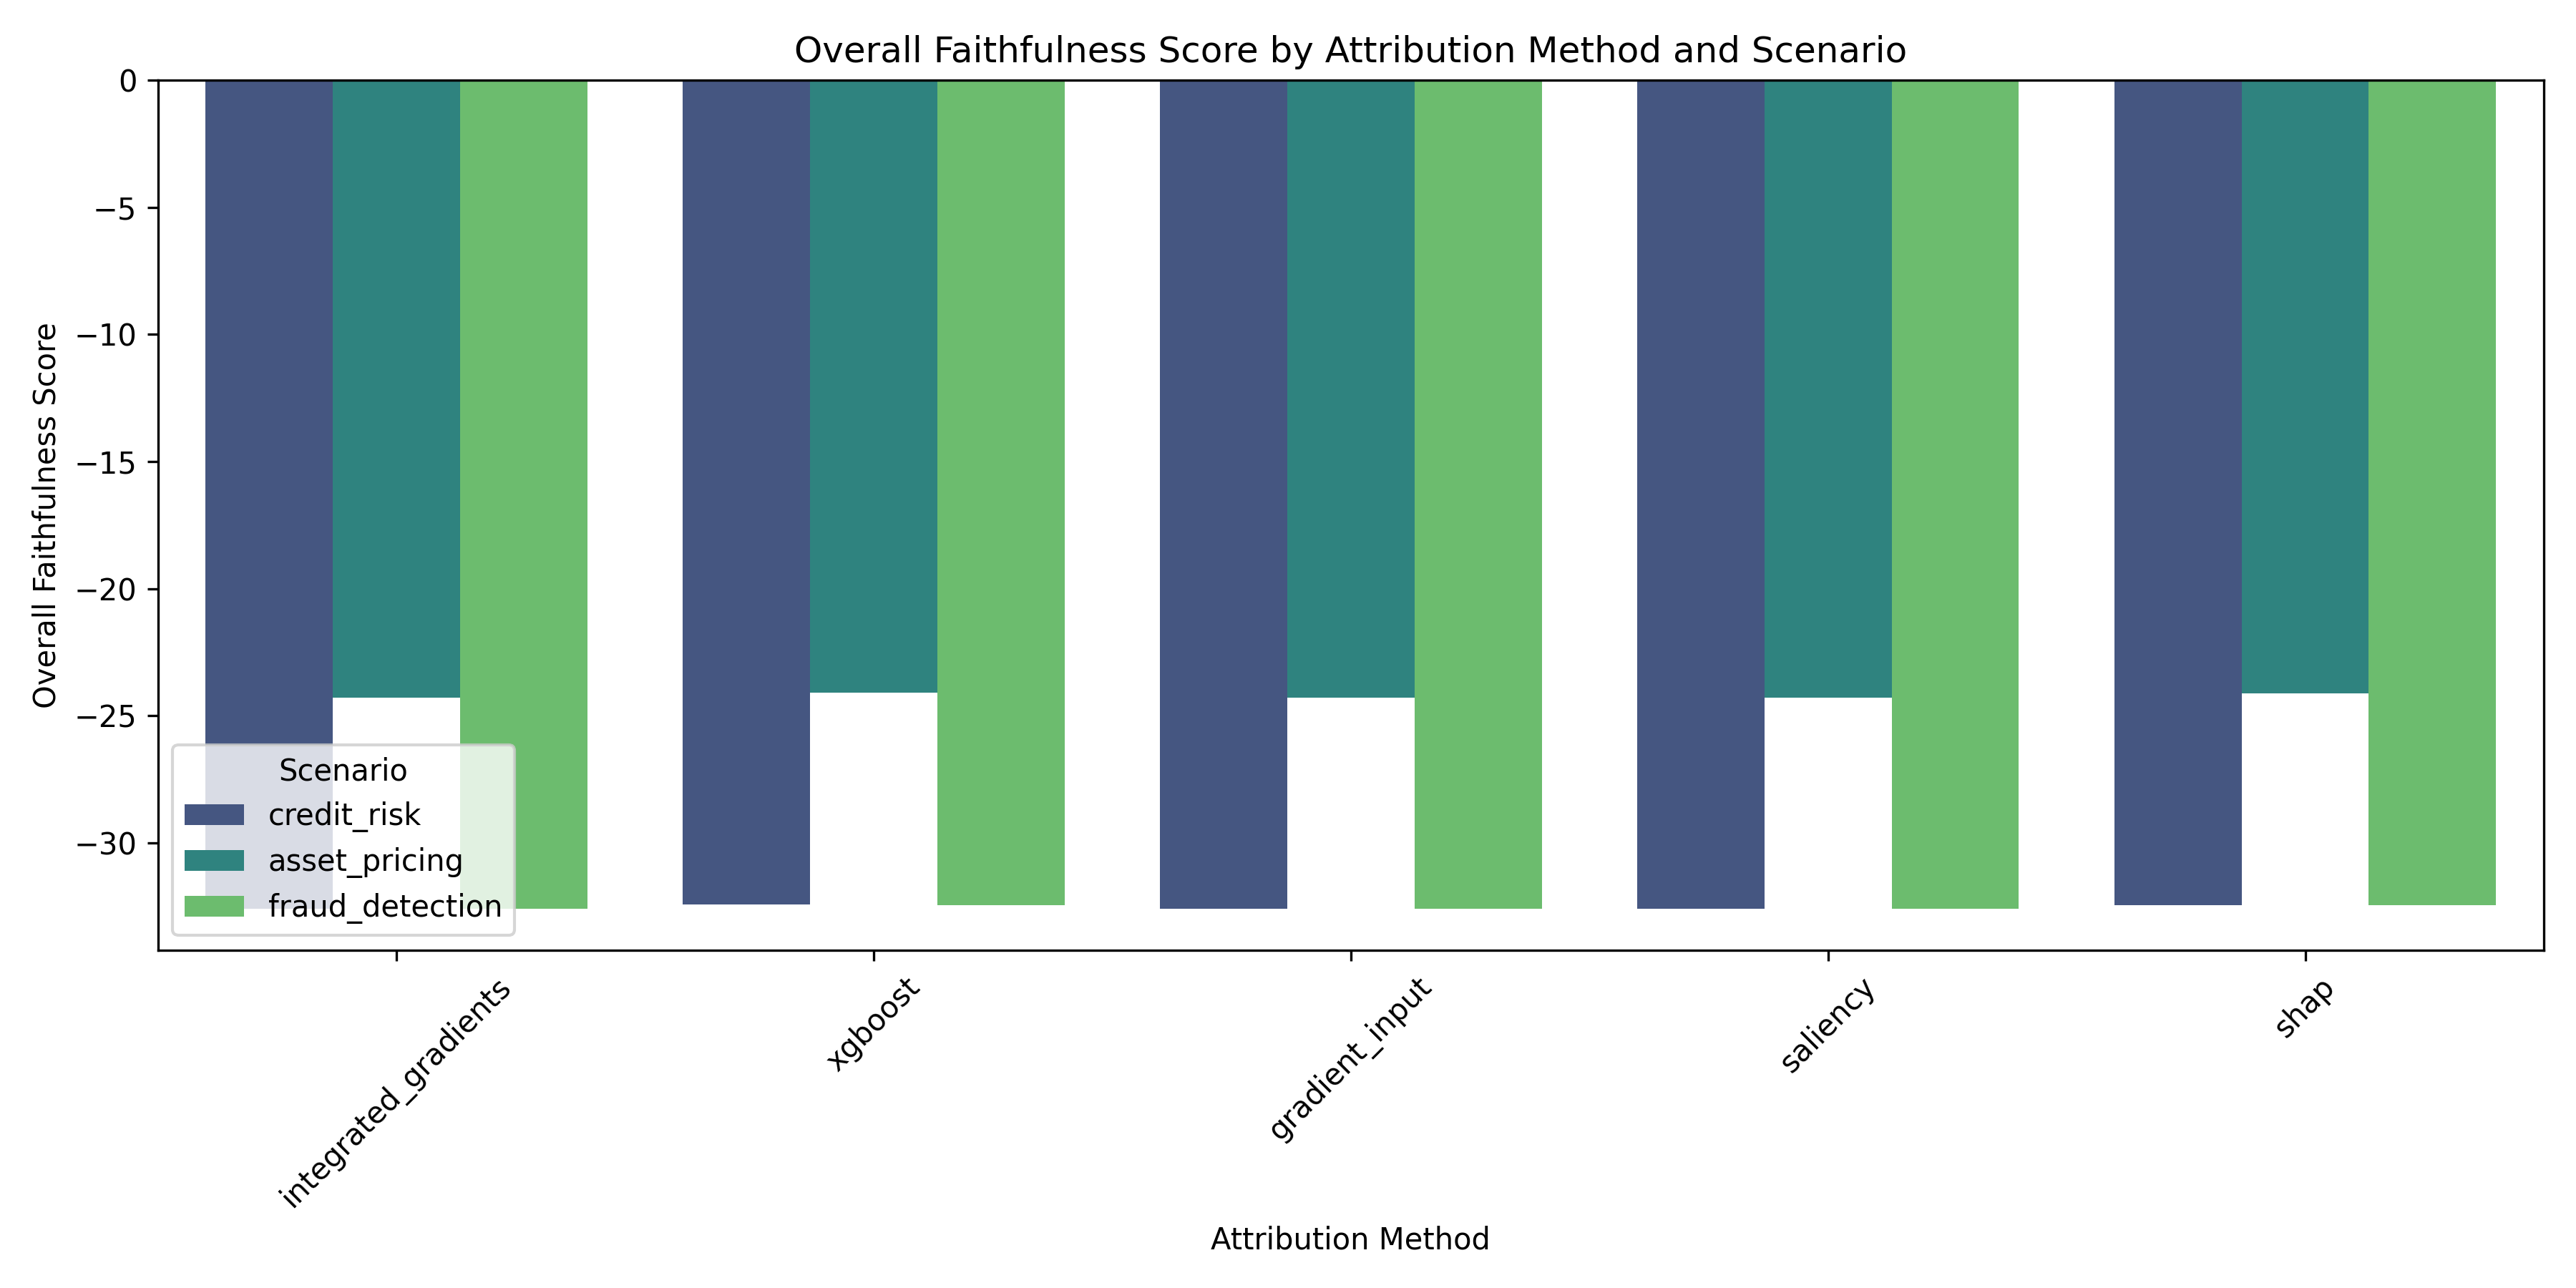 Overall Faithfulness Score by Attribution Method and Scenario
Overall Faithfulness Score
0
−5
−10
−15
−20
−25
−30
Scenario
credit_risk
asset_pricing
fraud_detection
integrated_gradients
xgboost
gradient_input
saliency
shap
Attribution Method